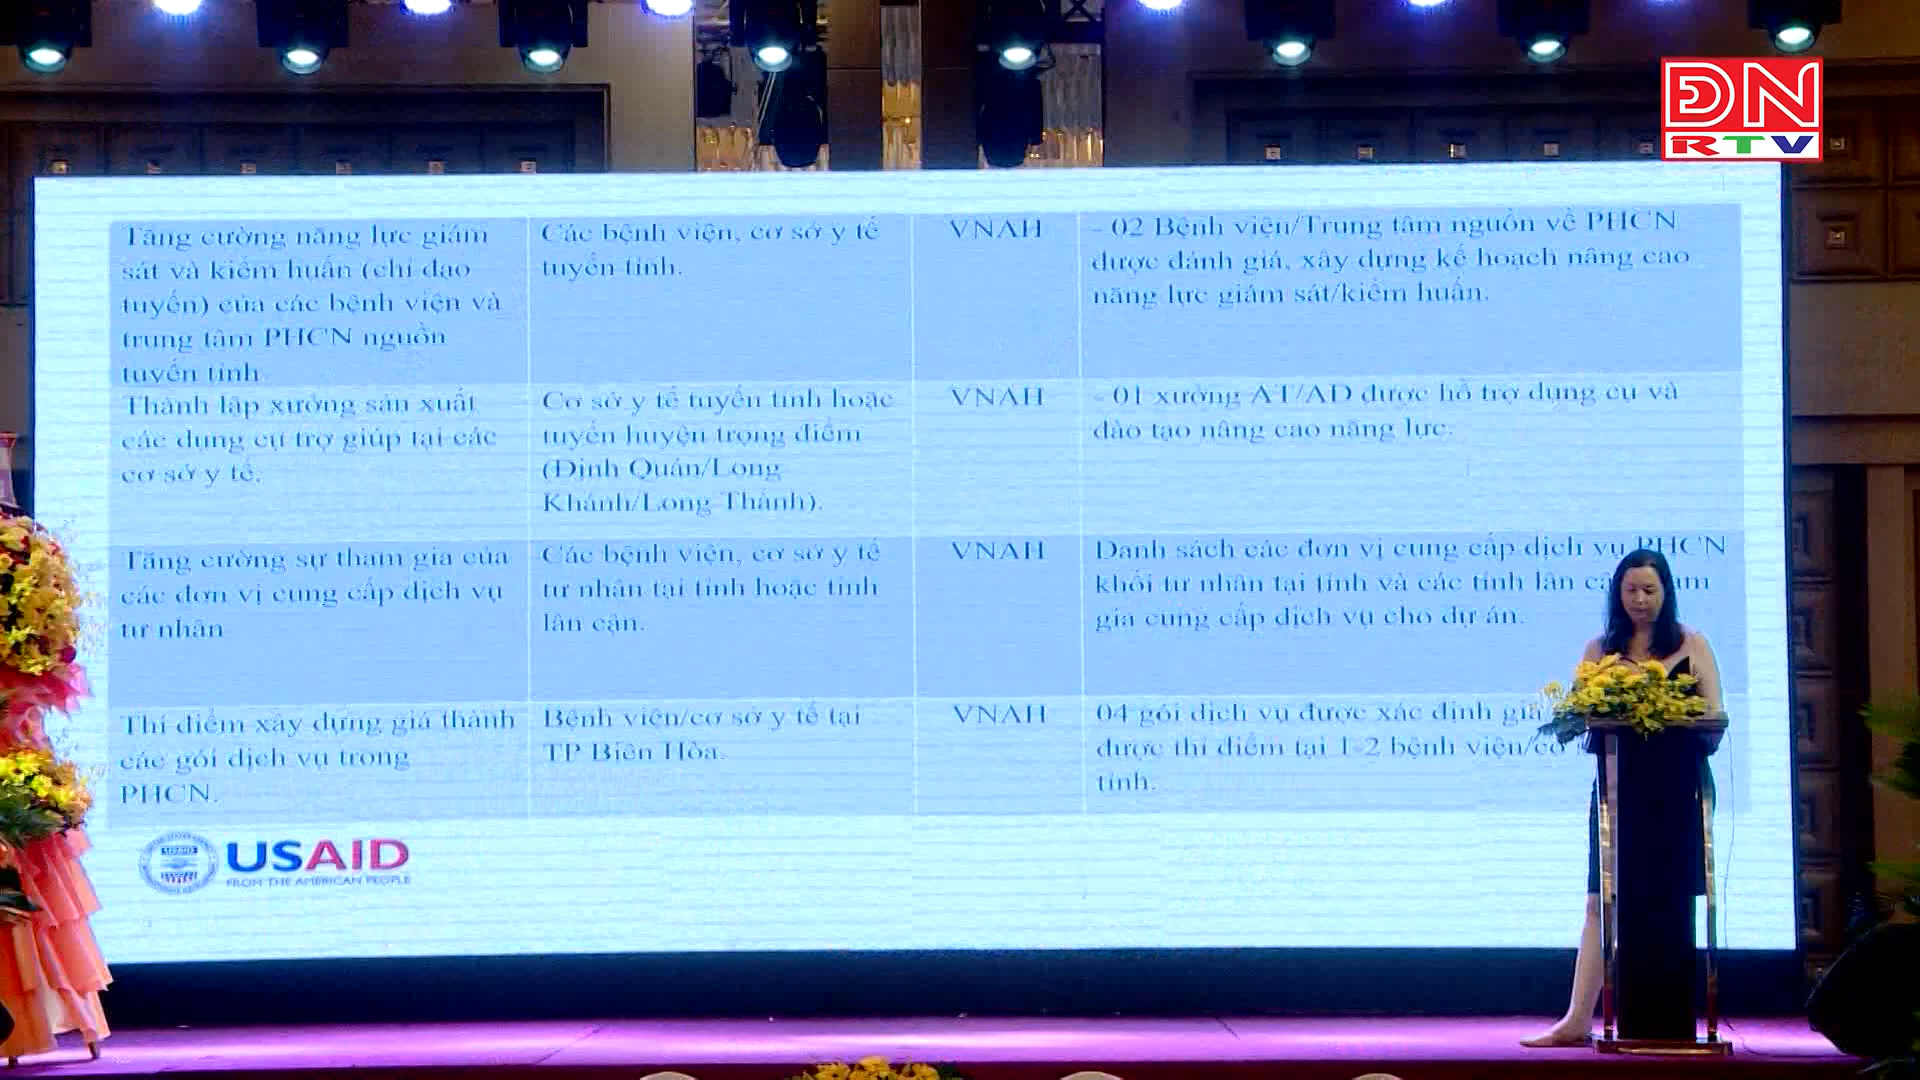 ĐN
RTV
Tăng cường năng lực giám
sát và kiểm huấn (chỉ đạo
tuyến) của các bệnh viện và
trung tâm PHCN nguồn
tuyến tỉnh
Các bệnh viện, cơ sở y tế
tuyến tỉnh.
VNAH
- 02 Bệnh viện/Trung tâm nguồn về PHCN
được đánh giá, xây dựng kế hoạch nâng cao
năng lực giám sát/kiểm huấn.
Thành lập xưởng sản xuất
các dụng cụ trợ giúp tại các
cơ sở y tế.
Cơ sở y tế tuyến tỉnh hoặc
tuyến huyện trọng điểm
(Định Quán/Long
Khánh/Long Thành).
VNAH
- 01 xưởng AT/AD được hỗ trợ dụng cụ và
đào tạo nâng cao năng lực.
Tăng cường sự tham gia của
các đơn vị cung cấp dịch vụ
tư nhân
Các bệnh viện, cơ sở y tế
tư nhân tại tỉnh hoặc tỉnh
lân cận.
VNAH
Danh sách các đơn vị cung cấp dịch vụ PHCN
khối tư nhân tại tỉnh và các tỉnh lân
gia cung cấp dịch vụ cho dự án.
Thí điểm xây dựng giá thành
các gói dịch vụ trong
PHCN.
Bệnh viện/cơ sở y tế tại
TP Biên Hòa.
VNAH
04 gói dịch vụ được xác định giá
được thí điểm tại 1-2 bệnh viện/cơ
tỉnh.
USAID
FROM THE AMERICAN PEOPLE